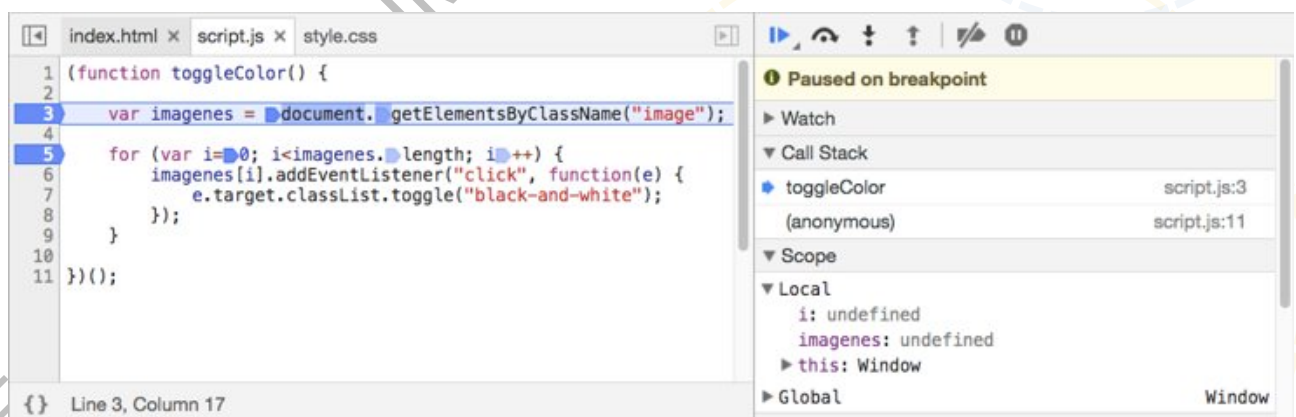 index.html × script.js × style.css
1 (function toggleColor() {
2
3 var imagenes = document.getElementsByClassName("image");
4
5 for (var i=0; i<imagenes.length; i++) {
6 imagenes[i].addEventListener("click", function(e) {
7 e.target.classList.toggle("black-and-white");
8 });
9 }
10
11 })();
{ } Line 3, Column 17
Paused on breakpoint
Watch
Call Stack
toggleColor script.js:3
(anonymous) script.js:11
Scope
Local
i: undefined
imagenes: undefined
this: Window
Global Window